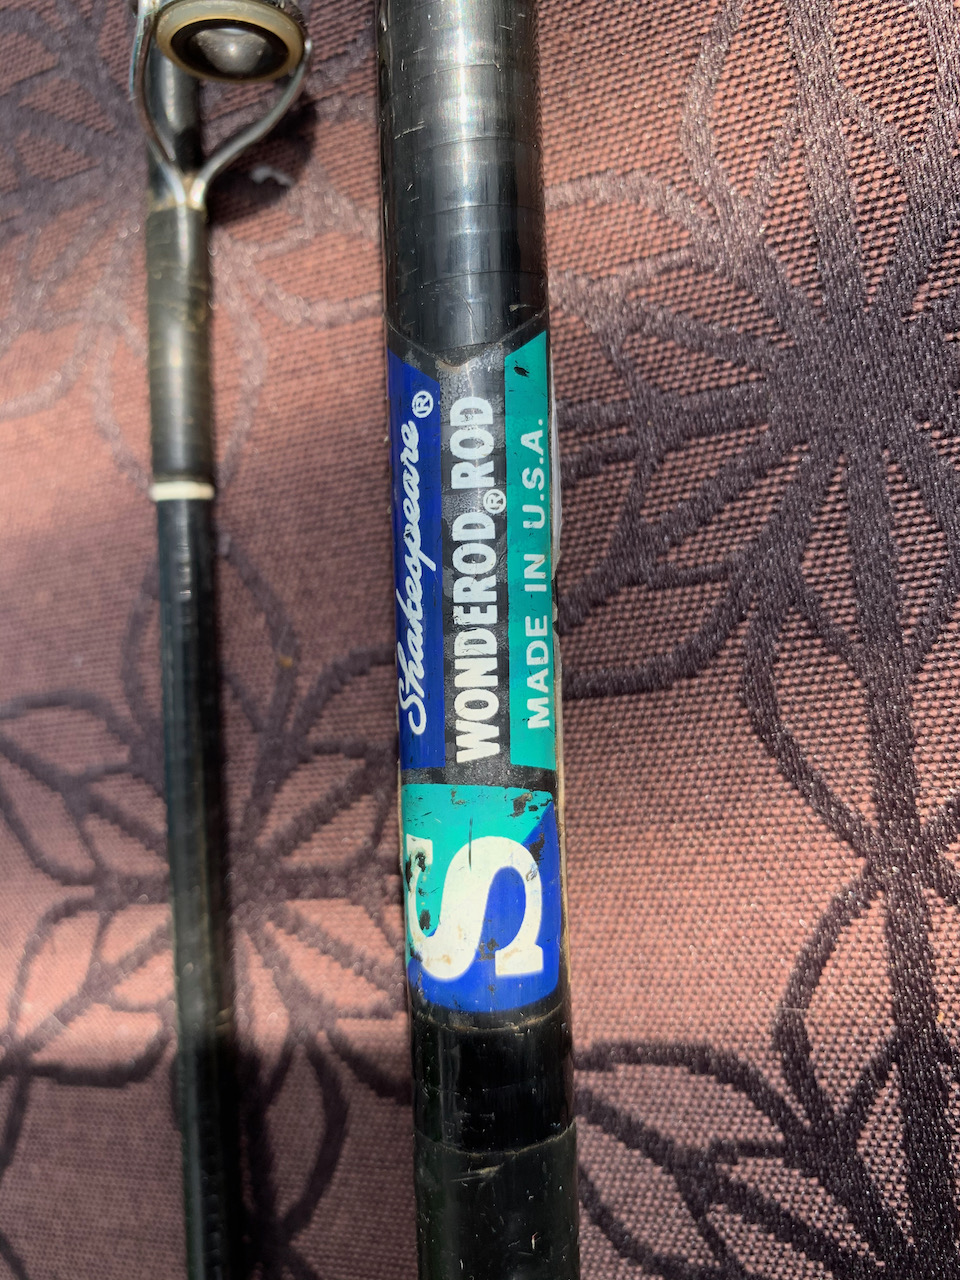 Shakespeare®
WONDEROD® ROD
MADE IN U.S.A.
S